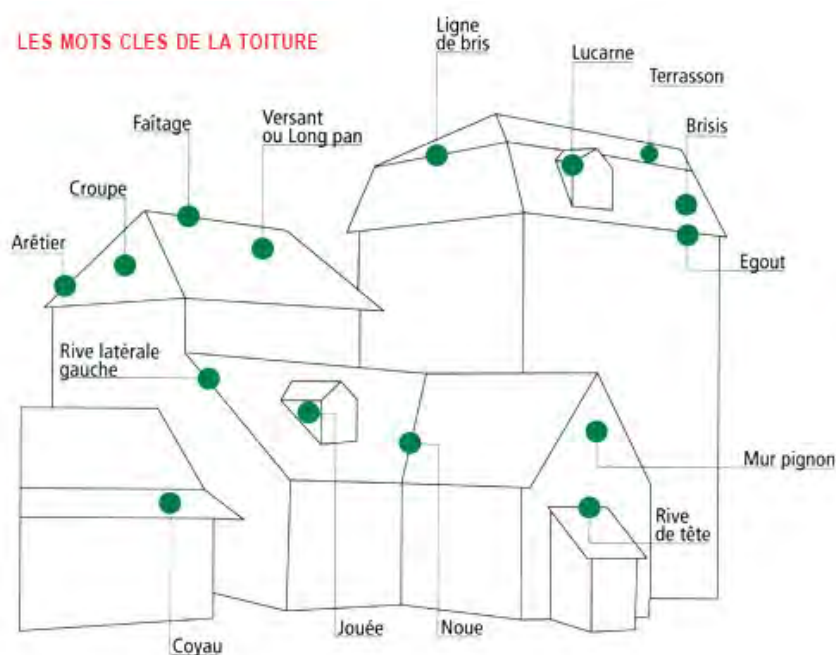 LES MOTS CLES DE LA TOITURE
Ligne
de bris
Lucarne
Terrasson
Faîtage
Versant
ou Long pan
Brisis
Croupe
Arêtier
Egout
Rive latérale
gauche
Mur pignon
Rive
de tête
Jouée
Noue
Coyau